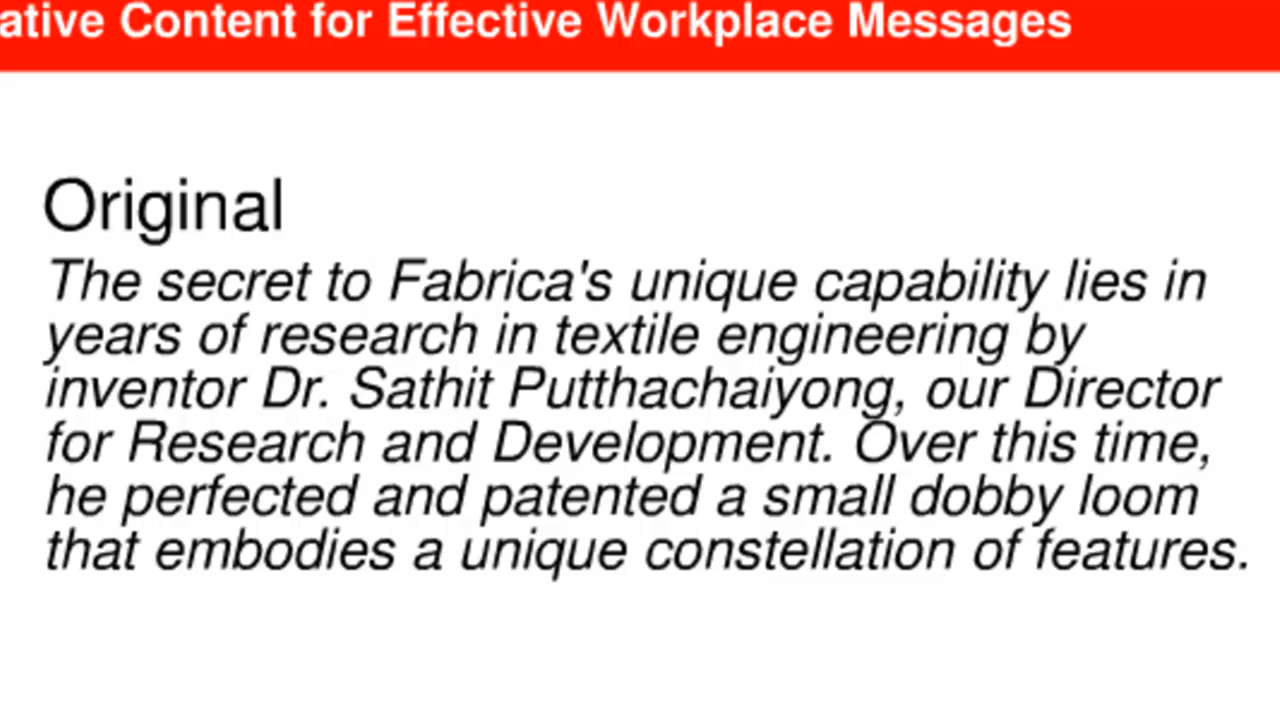 ative Content for Effective Workplace Messages
Original
The secret to Fabrica's unique capability lies in
years of research in textile engineering by
inventor Dr. Sathit Putthachaiyong, our Director
for Research and Development. Over this time,
he perfected and patented a small dobby loom
that embodies a unique constellation of features.